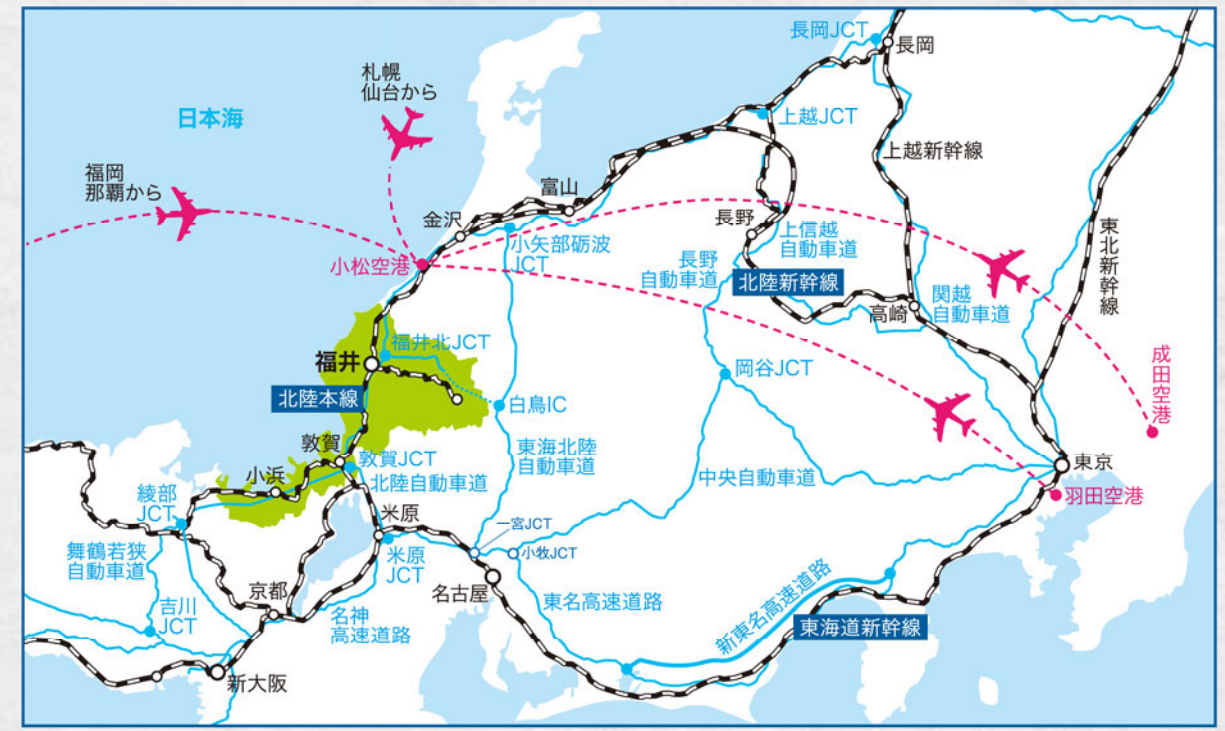 長岡JCT
長岡
札幌
仙台から
日本海
上越JCT
上越新幹線
福岡
那覇から
富山
金沢
長野
東北新幹線
小松空港
小矢部砺波
JCT
上信越
自動車道
長野
自動車道
北陸新幹線
高崎
関越
自動車道
福井北JCT
福井
岡谷JCT
成田空港
北陸本線
白鳥IC
敦賀
敦賀JCT
東海北陸
自動車道
東京
小浜
北陸自動車道
中央自動車道
羽田空港
綾部
JCT
米原
一宮JCT
小牧JCT
米原
JCT
舞鶴若狭
自動車道
京都
名古屋
東名高速道路
新東名高速道路
吉川
JCT
名神
高速道路
東海道新幹線
新大阪